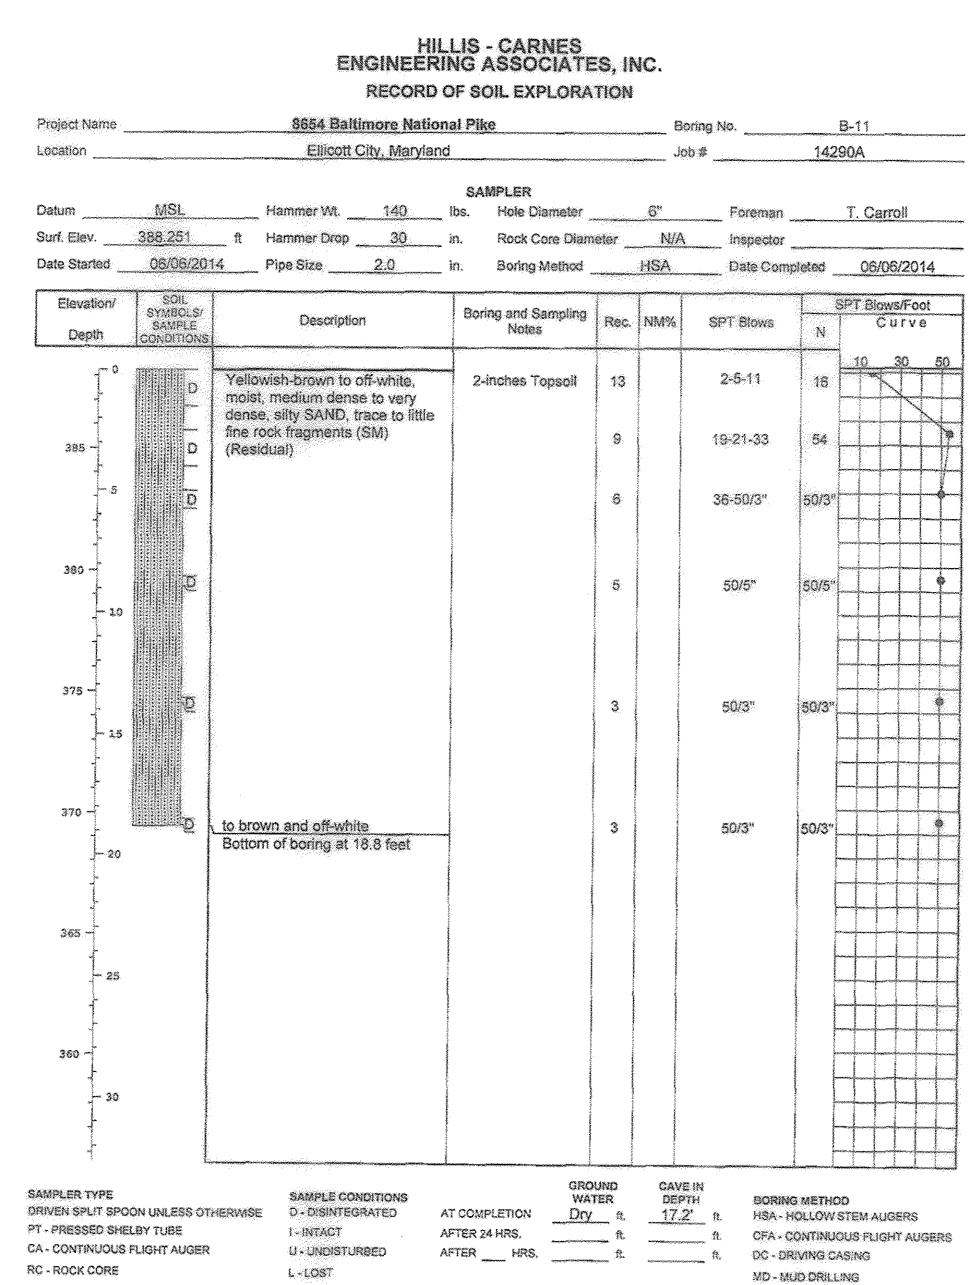 HILLIS - CARNES
ENGINEERING ASSOCIATES, INC.
RECORD OF SOIL EXPLORATION
Project Name 8654 Baltimore National Pike Boring No. B-11
Location Ellicott City, Maryland Job # 14290A
SAMPLER
Datum MSL Hammer Wt. 140 lbs. Hole Diameter 6" Foreman T. Carroll
Surf. Elev. 388.251 ft Hammer Drop 30 in. Rock Core Diameter N/A Inspector
Date Started 06/06/2014 Pipe Size 2.0 in. Boring Method HSA Date Completed 06/06/2014
Elevation/ Depth
SOIL SYMBOLS/ SAMPLE CONDITIONS
Description
Boring and Sampling Notes
Rec. NM% SPT Blows
SPT Blows/Foot
N Curve
10 30 50
0
D Yellowish-brown to off-white, 2-inches Topsoil 13 2-5-11 16
moist, medium dense to very
dense, silty SAND, trace to little
fine rock fragments (SM)
(Residual)
385 D 9 19-21-33 54
5 D 6 36-50/3" 50/3"
380 D 5 50/5" 50/5"
10
375 D 3 50/3" 50/3"
15
370 D to brown and off-white 3 50/3" 50/3"
Bottom of boring at 18.8 feet
20
365
25
360
30
SAMPLER TYPE
DRIVEN SPLIT SPOON UNLESS OTHERWISE
PT - PRESSED SHELBY TUBE
CA - CONTINUOUS FLIGHT AUGER
RC - ROCK CORE
SAMPLE CONDITIONS
D - DISINTEGRATED
I - INTACT
U - UNDISTURBED
L - LOST
GROUND WATER CAVE IN DEPTH
AT COMPLETION Dry ft. 17.2' ft.
AFTER 24 HRS. ft. ft.
AFTER HRS. ft. ft.
BORING METHOD
HSA - HOLLOW STEM AUGERS
CFA - CONTINUOUS FLIGHT AUGERS
DC - DRIVING CASING
MD - MUD DRILLING